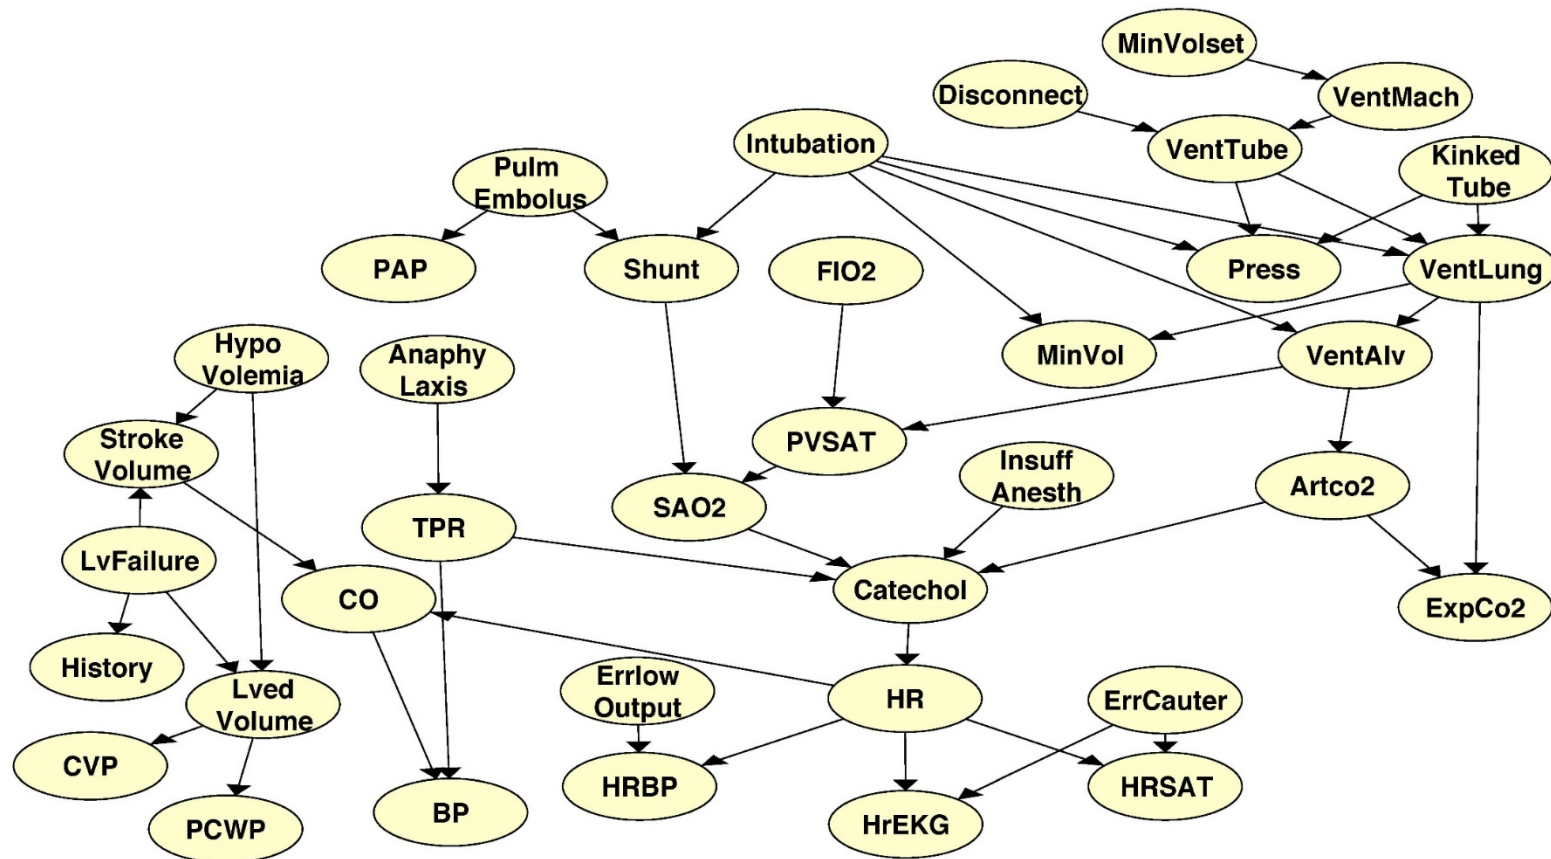 MinVolset
Disconnect
VentMach
Intubation
VentTube
Kinked
Tube
Pulm
Embolus
PAP
Shunt
FIO2
Press
VentLung
Hypo
Volemia
Anaphy
Laxis
MinVol
VentAlv
Stroke
Volume
PVSAT
Insuff
Anesth
Artco2
TPR
SAO2
LvFailure
CO
Catechol
ExpCo2
History
Lved
Volume
Errlow
Output
HR
ErrCauter
CVP
HRBP
HRSAT
PCWP
BP
HrEKG